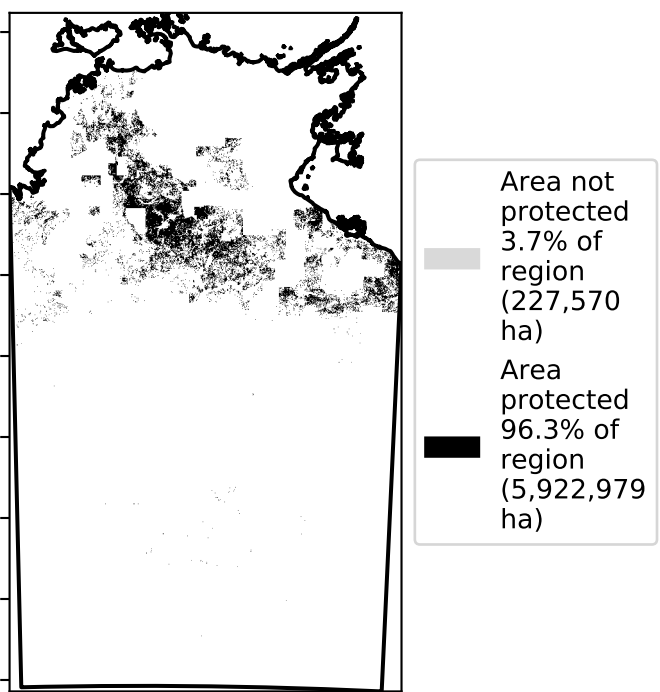 Area not
protected
3.7% of
region
(227,570
ha)
Area
protected
96.3% of
region
(5,922,979
ha)